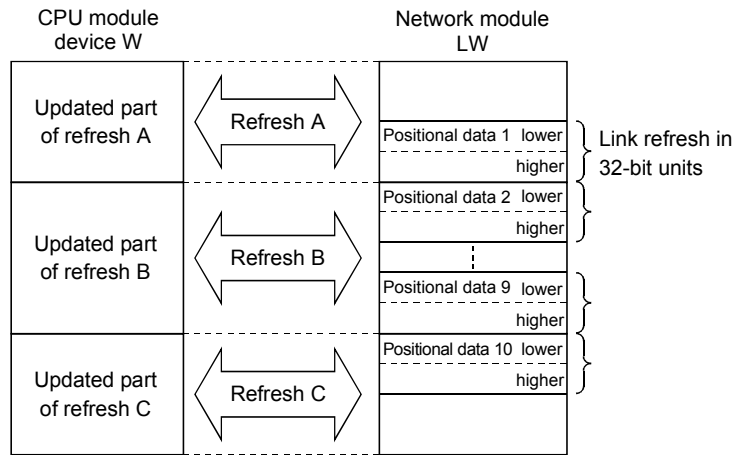 CPU module
device W
Network module
LW
Updated part
of refresh A
Refresh A
Positional data 1 lower
higher
Link refresh in
32-bit units
Positional data 2 lower
higher
Updated part
of refresh B
Refresh B
Positional data 9 lower
higher
Positional data 10 lower
higher
Updated part
of refresh C
Refresh C